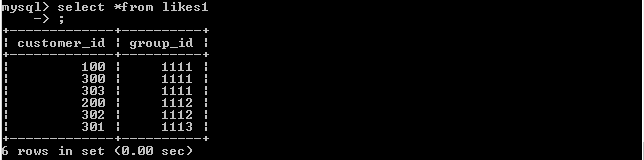 mysql> select *from likes1
    -> ;
+-------------+----------+
| customer_id | group_id |
+-------------+----------+
|         100 |     1111 |
|         300 |     1111 |
|         303 |     1111 |
|         200 |     1112 |
|         302 |     1112 |
|         301 |     1113 |
+-------------+----------+
6 rows in set (0.00 sec)